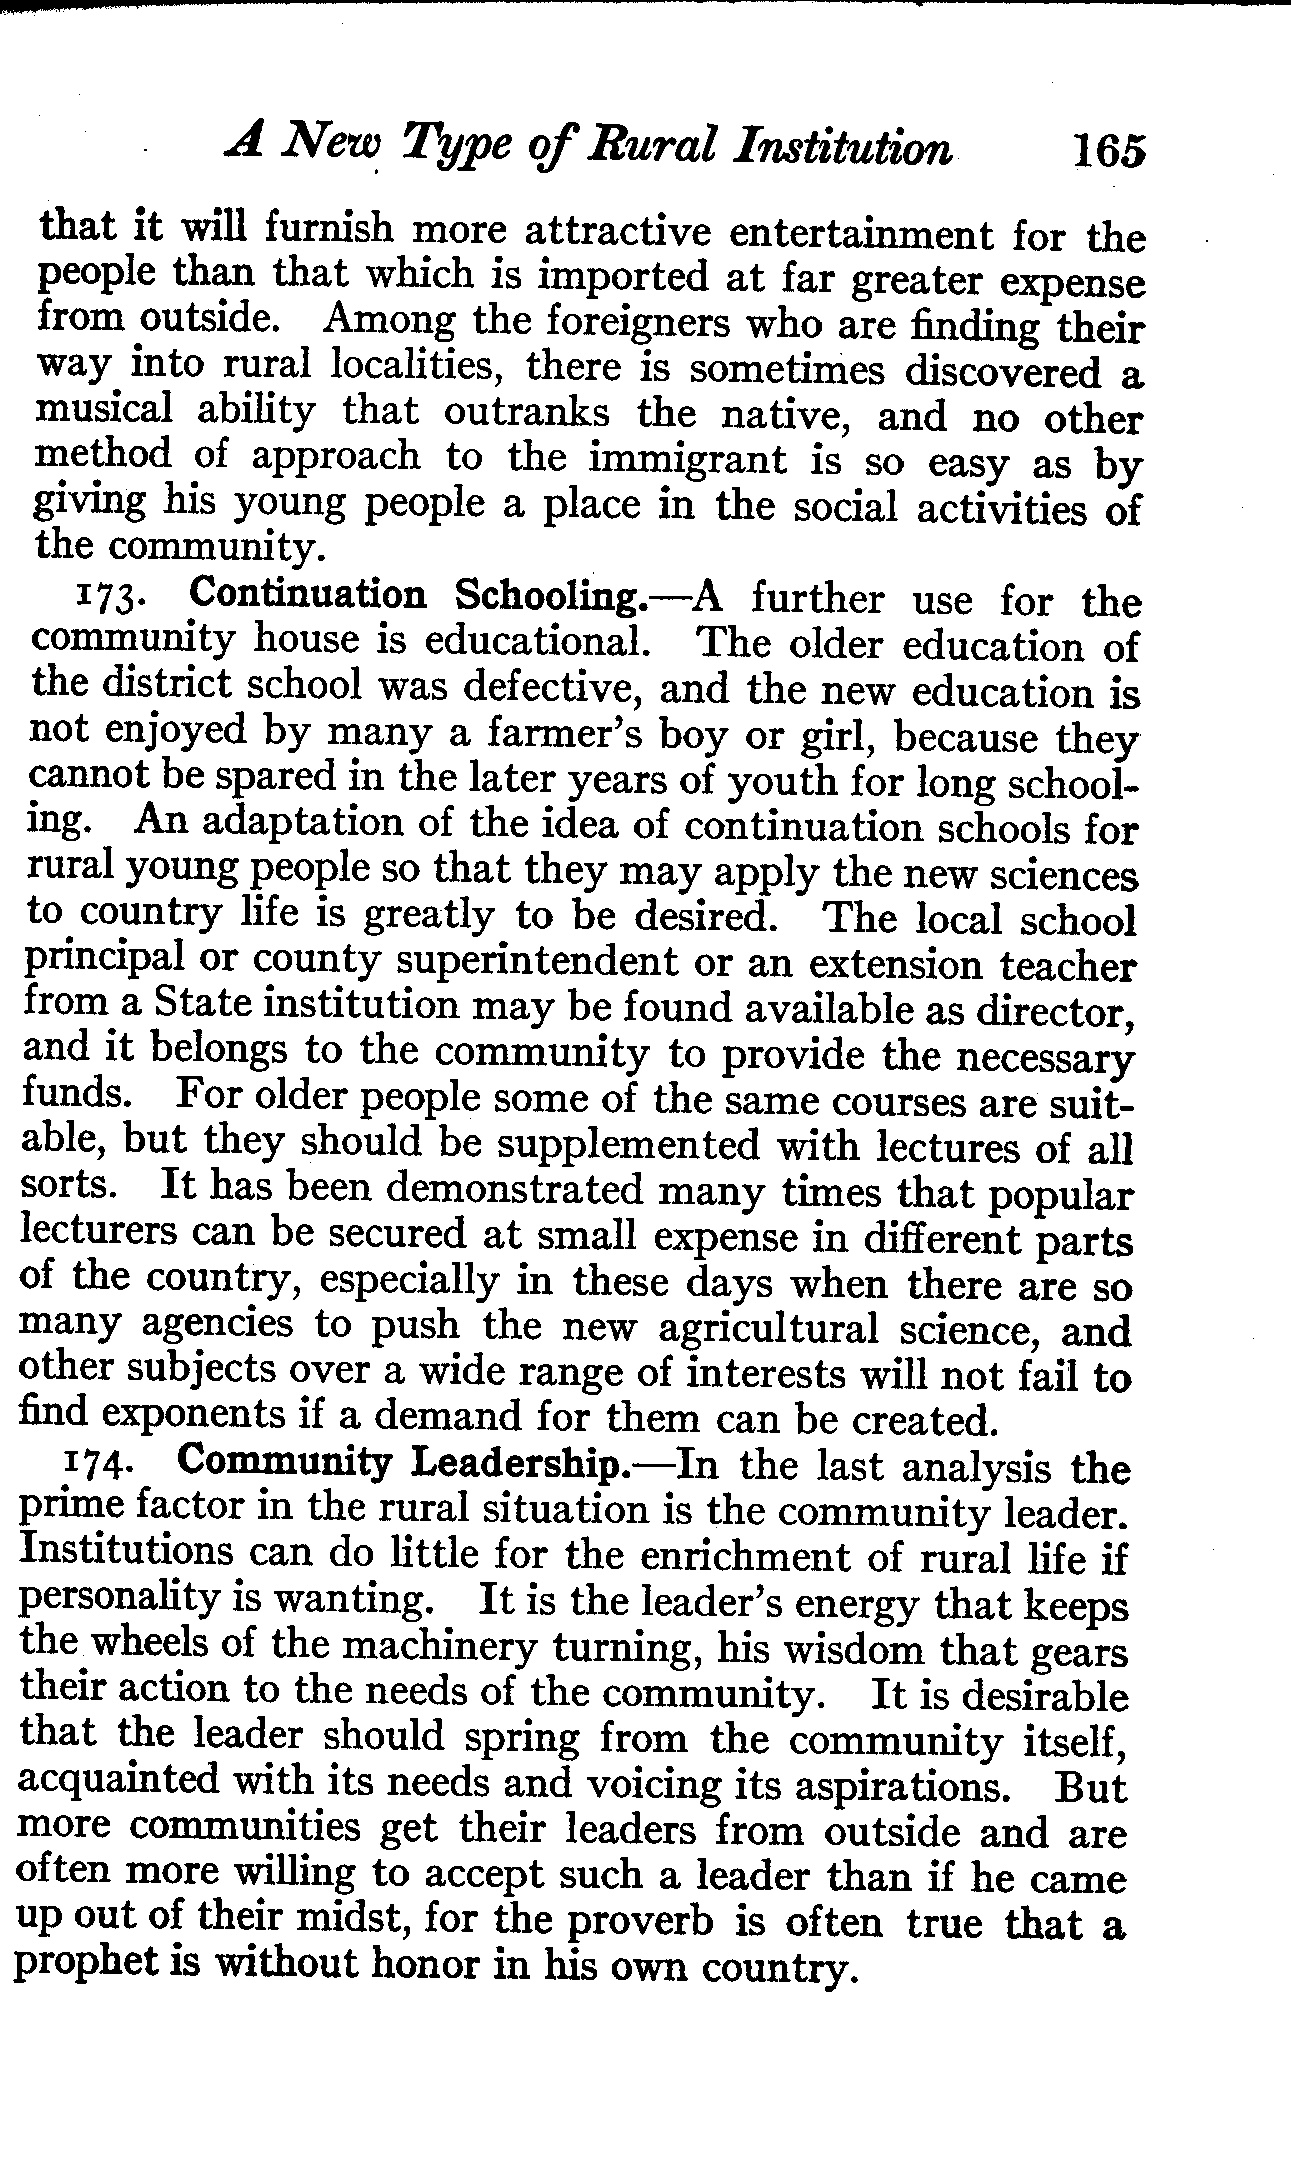 A New Type of Rural Institution 165
that it will furnish more attractive entertainment for the
people than that which is imported at far greater expense
from outside. Among the foreigners who are finding their
way into rural localities, there is sometimes discovered a
musical ability that outranks the native, and no other
method of approach to the immigrant is so easy as by
giving his young people a place in the social activities of
the community.
173. Continuation Schooling.—A further use for the
community house is educational. The older education of
the district school was defective, and the new education is
not enjoyed by many a farmer's boy or girl, because they
cannot be spared in the later years of youth for long school-
ing. An adaptation of the idea of continuation schools for
rural young people so that they may apply the new sciences
to country life is greatly to be desired. The local school
principal or county superintendent or an extension teacher
from a State institution may be found available as director,
and it belongs to the community to provide the necessary
funds. For older people some of the same courses are suit-
able, but they should be supplemented with lectures of all
sorts. It has been demonstrated many times that popular
lecturers can be secured at small expense in different parts
of the country, especially in these days when there are so
many agencies to push the new agricultural science, and
other subjects over a wide range of interests will not fail to
find exponents if a demand for them can be created.
174. Community Leadership.—In the last analysis the
prime factor in the rural situation is the community leader.
Institutions can do little for the enrichment of rural life if
personality is wanting. It is the leader's energy that keeps
the wheels of the machinery turning, his wisdom that gears
their action to the needs of the community. It is desirable
that the leader should spring from the community itself,
acquainted with its needs and voicing its aspirations. But
more communities get their leaders from outside and are
often more willing to accept such a leader than if he came
up out of their midst, for the proverb is often true that a
prophet is without honor in his own country.